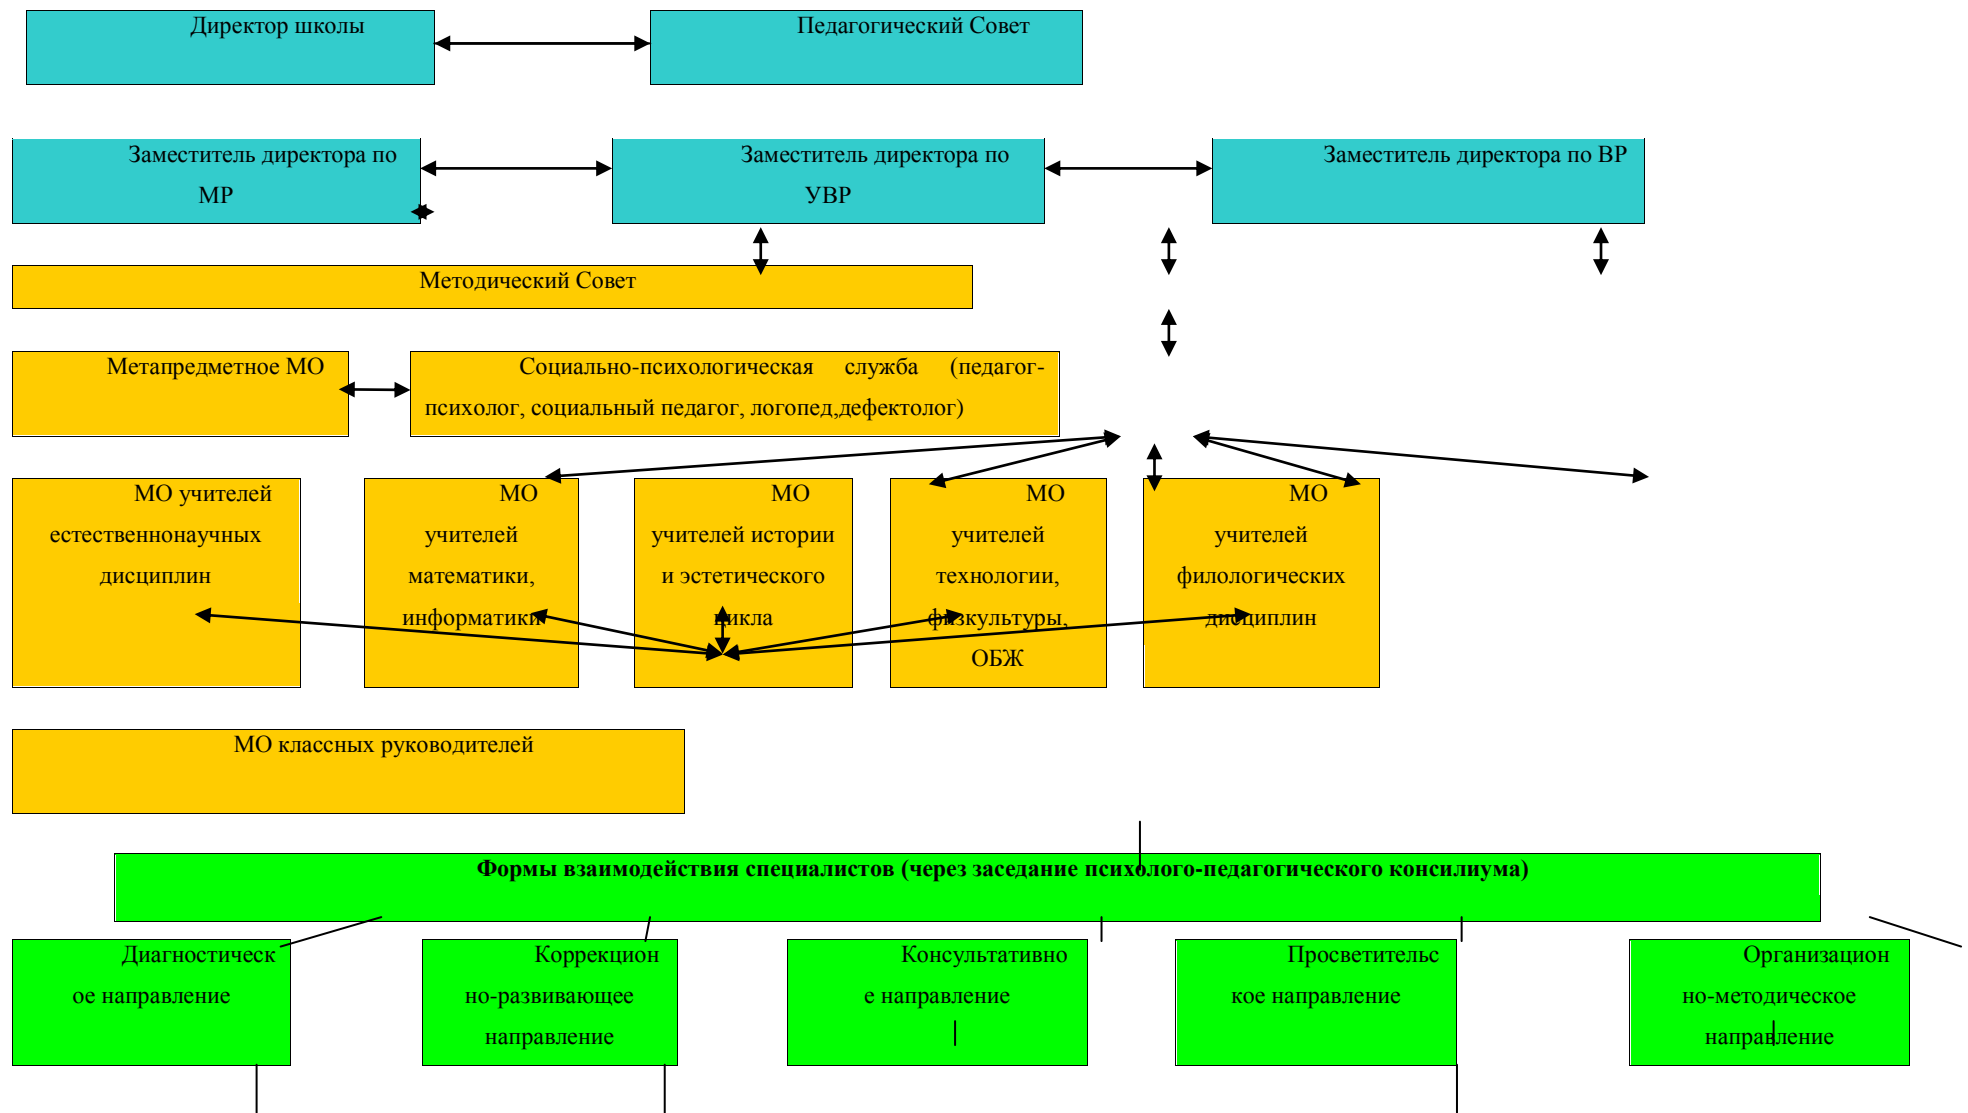 Директор школы
Педагогический Совет
Заместитель директора по
МР
Заместитель директора по
УВР
Заместитель директора по ВР
Методический Совет
Метапредметное МО
Социально-психологическая служба (педагог-
психолог, социальный педагог, логопед,дефектолог)
МО учителей
естественнонаучных
дисциплин
МО
учителей
математики,
информатики
МО
учителей истории
и эстетического
цикла
МО
учителей
технологии,
физкультуры,
ОБЖ
МО
учителей
филологических
дисциплин
МО классных руководителей
Формы взаимодействия специалистов (через заседание психолого-педагогического консилиума)
Диагностическ
ое направление
Коррекцион
но-развивающее
направление
Консультативно
е направление
Просветительс
кое направление
Организацион
но-методическое
направление